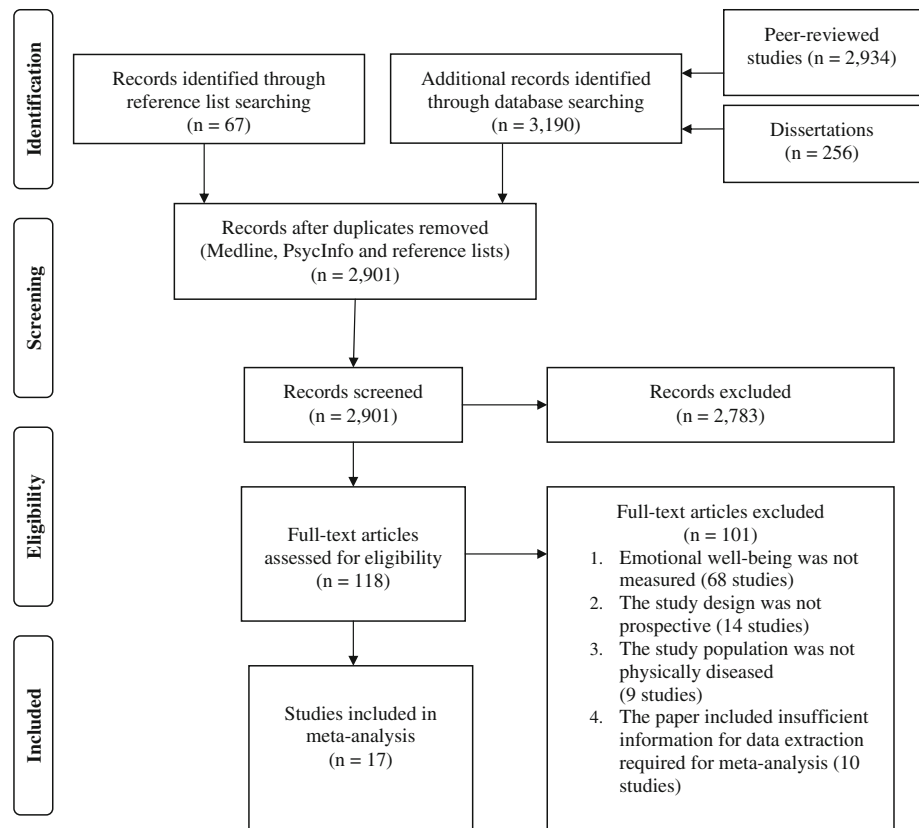 Identification
Records identified through
reference list searching
(n = 67)
Additional records identified
through database searching
(n = 3,190)
Peer-reviewed
studies (n = 2,934)
Dissertations
(n = 256)
Screening
Records after duplicates removed
(Medline, PsycInfo and reference lists)
(n = 2,901)
Records screened
(n = 2,901)
Records excluded
(n = 2,783)
Eligibility
Full-text articles
assessed for eligibility
(n = 118)
Full-text articles excluded
(n = 101)
1. Emotional well-being was not
measured (68 studies)
2. The study design was not
prospective (14 studies)
3. The study population was not
physically diseased
(9 studies)
4. The paper included insufficient
information for data extraction
required for meta-analysis (10
studies)
Included
Studies included in
meta-analysis
(n = 17)